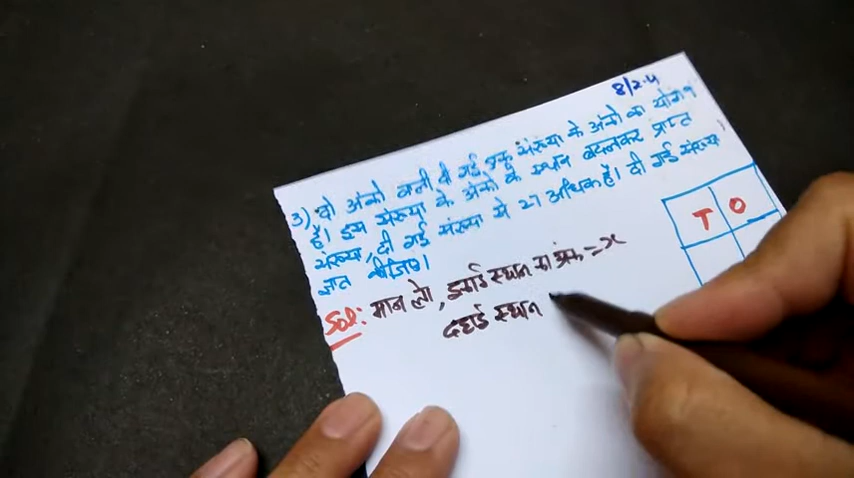 8/2.4
3) दो अंको वाली दी गई एक संख्या के अंको का योग 9
है। इस संख्या के अंको के स्थान बदलकर प्राप्त
संख्या, दी गई संख्या से 27 अधिक है। दी गई संख्या
ज्ञात कीजिए।
T O
Sol: मान लो, इकाई स्थान का अंक = x
दहाई स्थान